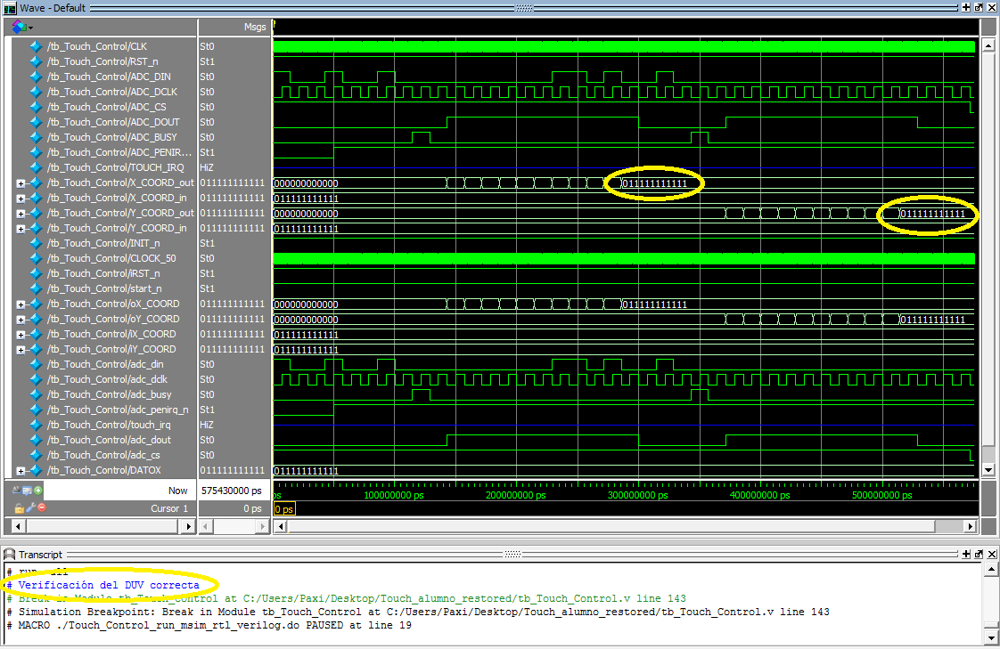 Wave - Default
Msgs
/tb_Touch_Control/CLK St0
/tb_Touch_Control/RST_n St1
/tb_Touch_Control/ADC_DIN St0
/tb_Touch_Control/ADC_DCLK St0
/tb_Touch_Control/ADC_CS St0
/tb_Touch_Control/ADC_DOUT St0
/tb_Touch_Control/ADC_BUSY St0
/tb_Touch_Control/ADC_PENIR... St1
/tb_Touch_Control/TOUCH_IRQ HiZ
/tb_Touch_Control/X_COORD_out 011111111111 000000000000 011111111111
/tb_Touch_Control/X_COORD_in 011111111111 011111111111
/tb_Touch_Control/Y_COORD_out 011111111111 000000000000 011111111111
/tb_Touch_Control/Y_COORD_in 011111111111 011111111111
/tb_Touch_Control/INIT_n St1
/tb_Touch_Control/CLOCK_50 St0
/tb_Touch_Control/iRST_n St1
/tb_Touch_Control/start_n St1
/tb_Touch_Control/oX_COORD 011111111111 000000000000 011111111111
/tb_Touch_Control/oY_COORD 011111111111 000000000000 011111111111
/tb_Touch_Control/iX_COORD 011111111111 011111111111
/tb_Touch_Control/iY_COORD 011111111111 011111111111
/tb_Touch_Control/adc_din St0
/tb_Touch_Control/adc_dclk St0
/tb_Touch_Control/adc_busy St0
/tb_Touch_Control/adc_penirq_n St1
/tb_Touch_Control/touch_irq HiZ
/tb_Touch_Control/adc_dout St0
/tb_Touch_Control/adc_cs St0
/tb_Touch_Control/DATOX 011111111111 011111111111
Now 575430000 ps ps 100000000 ps 200000000 ps 300000000 ps 400000000 ps 500000000 ps
Cursor 1 0 ps 0 ps
Transcript
# run -all
# Verificación del DUV correcta
# Break in Module tb_Touch_Control at C:/Users/Paxi/Desktop/Touch_alumno_restored/tb_Touch_Control.v line 143
# Simulation Breakpoint: Break in Module tb_Touch_Control at C:/Users/Paxi/Desktop/Touch_alumno_restored/tb_Touch_Control.v line 143
# MACRO ./Touch_Control_run_msim_rtl_verilog.do PAUSED at line 19